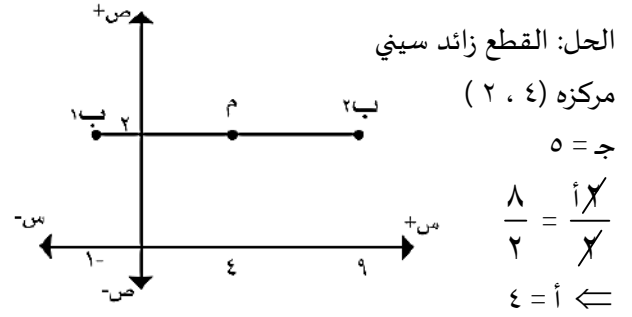 الحل: القطع زائد سيني
مركزه (٤ ، ٢ )
جـ = ٥
٢أ/٢ = ٨/٢
⟸ أ = ٤
ص+
ب١ م ب٢
٢
س- س+
-١ ٤ ٩
ص-